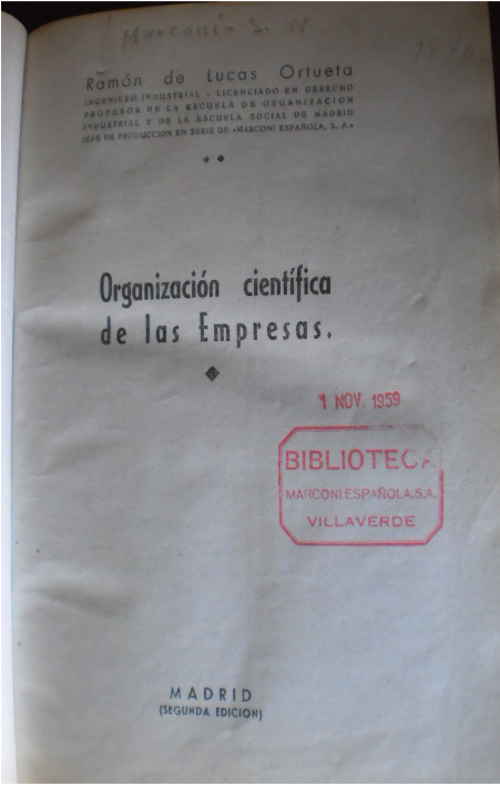 Marconi
Ramón de Lucas Ortueta
INGENIERO INDUSTRIAL - LICENCIADO EN DERECHO
PROFESOR DE LA ESCUELA DE ORGANIZACION
INDUSTRIAL Y DE LA ESCUELA SOCIAL DE MADRID
JEFE DE PRODUCCION EN SERIE DE «MARCONI ESPAÑOLA, S. A.»
Organización científica
de las Empresas.
1 NOV. 1959
BIBLIOTECA
MARCONI ESPAÑOLA, S.A.
VILLAVERDE
MADRID
(SEGUNDA EDICION)